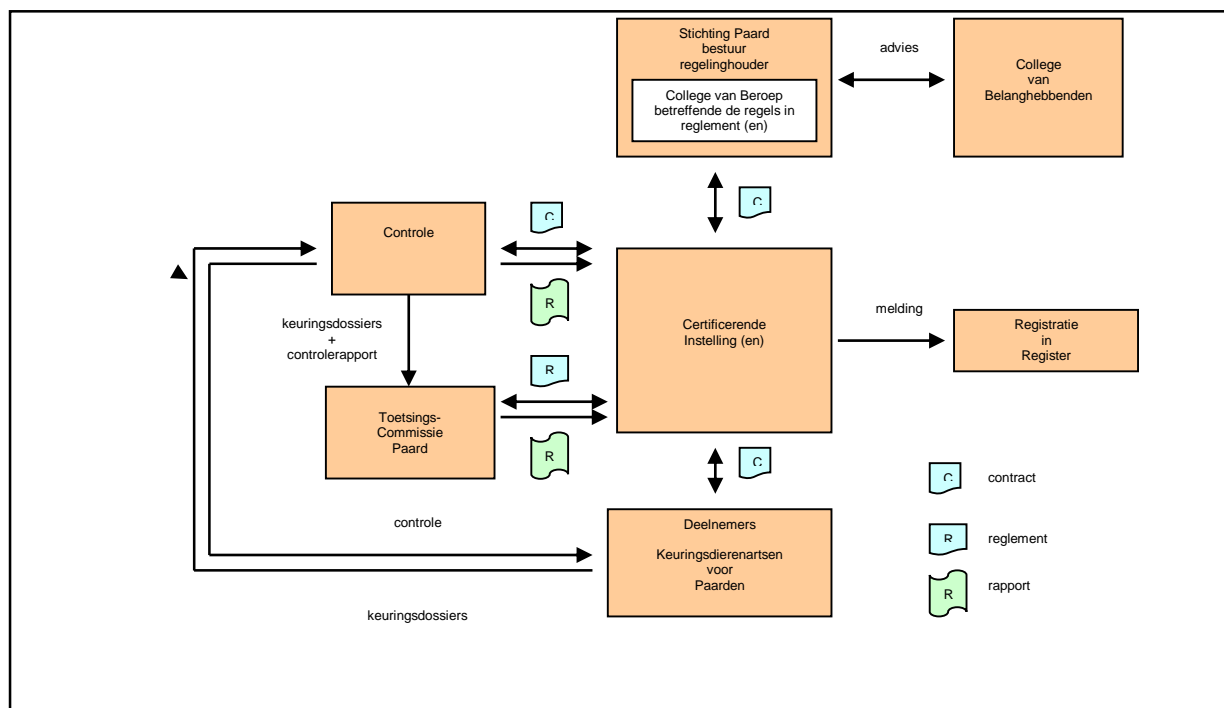 Stichting Paard
bestuur
regelinghouder
College van Beroep
betreffende de regels in
reglement (en)
advies
College
van
Belanghebbenden
C
C
Controle
R
keuringsdossiers
+
controlerapport
Certificerende
Instelling (en)
melding
Registratie
in
Register
R
Toetsings-
Commissie
Paard
R
C
C
contract
controle
Deelnemers
Keuringsdierenartsen
voor
Paarden
R
reglement
R
rapport
keuringsdossiers